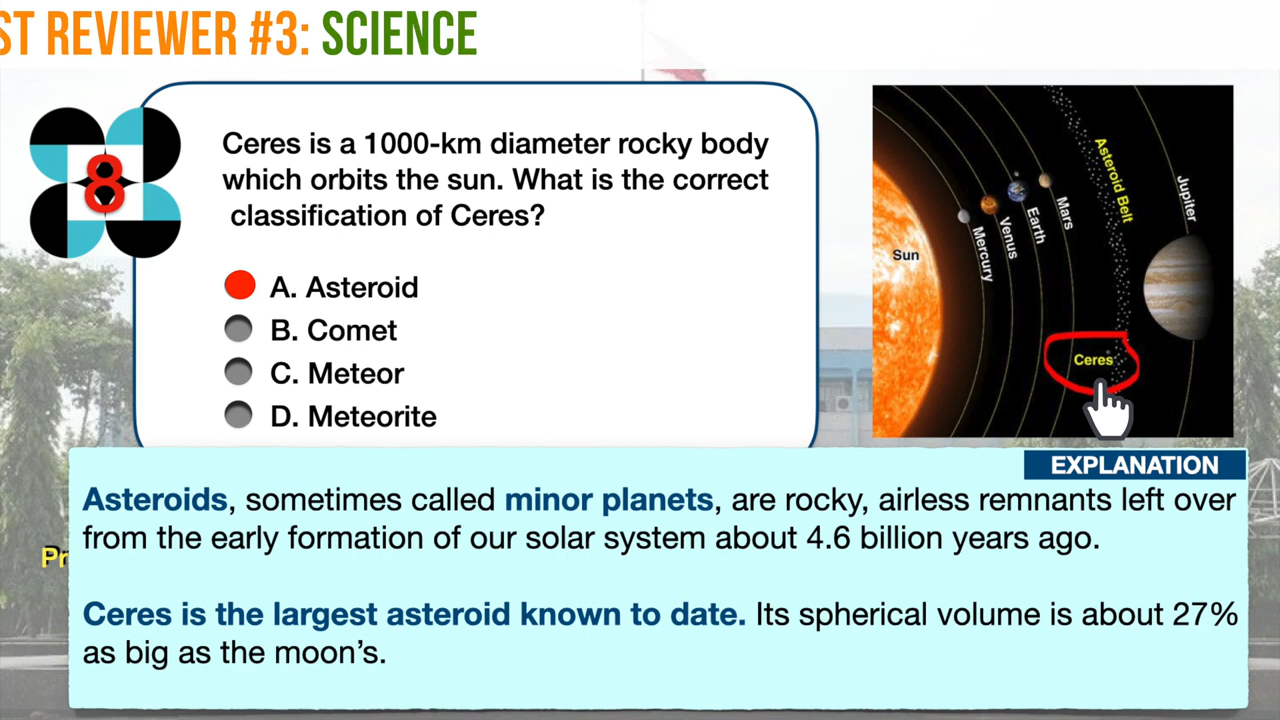 ST REVIEWER #3: SCIENCE
8
Ceres is a 1000-km diameter rocky body
which orbits the sun. What is the correct
classification of Ceres?
A. Asteroid
B. Comet
C. Meteor
D. Meteorite
Sun
Mercury
Venus
Earth
Mars
Asteroid Belt
Jupiter
Ceres
EXPLANATION
Asteroids, sometimes called minor planets, are rocky, airless remnants left over
from the early formation of our solar system about 4.6 billion years ago.
Pr
Ceres is the largest asteroid known to date. Its spherical volume is about 27%
as big as the moon's.